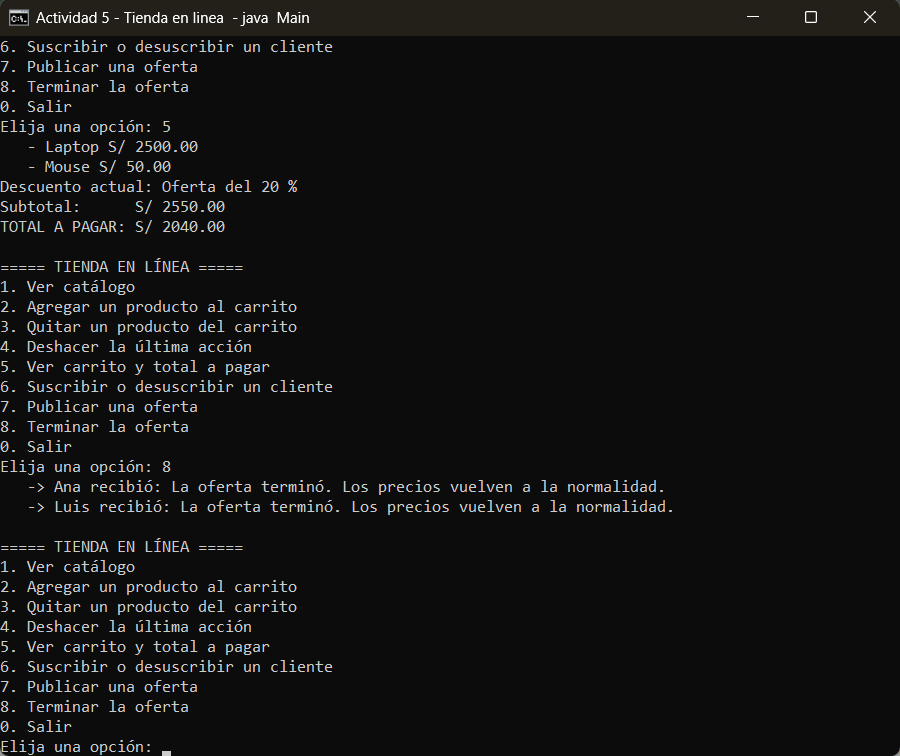 Actividad 5 - Tienda en linea - java Main
6. Suscribir o desuscribir un cliente
7. Publicar una oferta
8. Terminar la oferta
0. Salir
Elija una opción: 5
   - Laptop S/ 2500.00
   - Mouse S/ 50.00
Descuento actual: Oferta del 20 %
Subtotal:      S/ 2550.00
TOTAL A PAGAR: S/ 2040.00

===== TIENDA EN LÍNEA =====
1. Ver catálogo
2. Agregar un producto al carrito
3. Quitar un producto del carrito
4. Deshacer la última acción
5. Ver carrito y total a pagar
6. Suscribir o desuscribir un cliente
7. Publicar una oferta
8. Terminar la oferta
0. Salir
Elija una opción: 8
   -> Ana recibió: La oferta terminó. Los precios vuelven a la normalidad.
   -> Luis recibió: La oferta terminó. Los precios vuelven a la normalidad.

===== TIENDA EN LÍNEA =====
1. Ver catálogo
2. Agregar un producto al carrito
3. Quitar un producto del carrito
4. Deshacer la última acción
5. Ver carrito y total a pagar
6. Suscribir o desuscribir un cliente
7. Publicar una oferta
8. Terminar la oferta
0. Salir
Elija una opción: